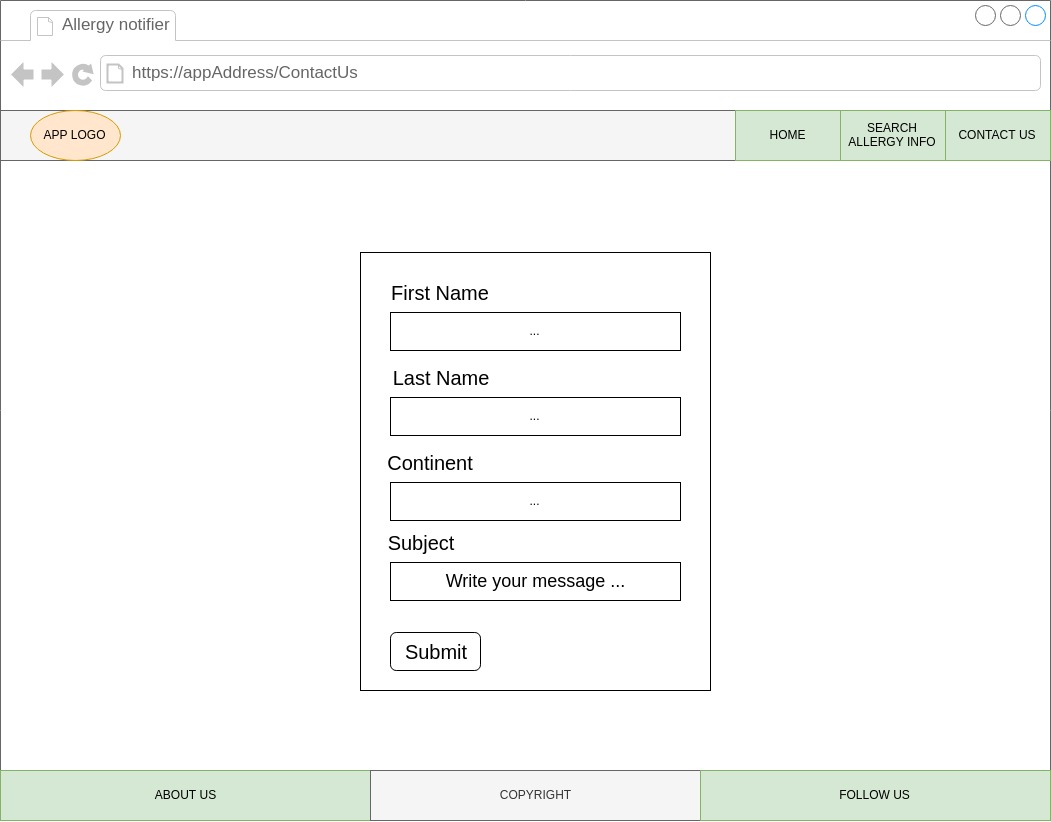 Allergy notifier
https://appAddress/ContactUs
APP LOGO
HOME
SEARCH
ALLERGY INFO
CONTACT US
First Name
...
Last Name
...
Continent
...
Subject
Write your message ...
Submit
ABOUT US
COPYRIGHT
FOLLOW US